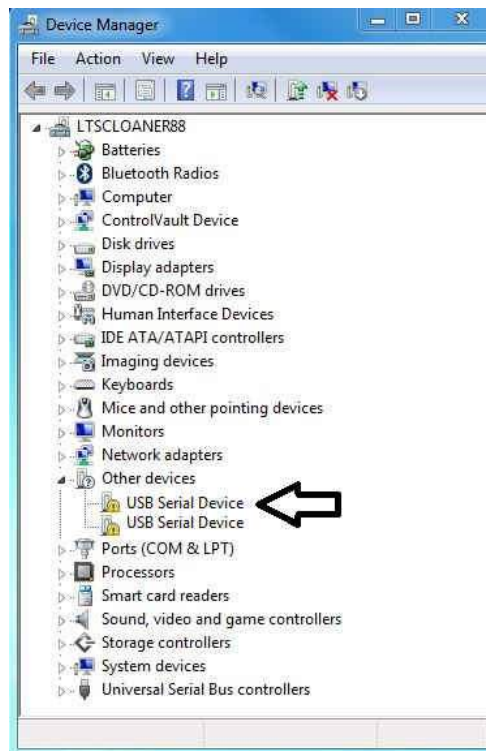 Device Manager
File Action View Help
LTSCLOANER88
Batteries
Bluetooth Radios
Computer
ControlVault Device
Disk drives
Display adapters
DVD/CD-ROM drives
Human Interface Devices
IDE ATA/ATAPI controllers
Imaging devices
Keyboards
Mice and other pointing devices
Monitors
Network adapters
Other devices
USB Serial Device
USB Serial Device
Ports (COM & LPT)
Processors
Smart card readers
Sound, video and game controllers
Storage controllers
System devices
Universal Serial Bus controllers